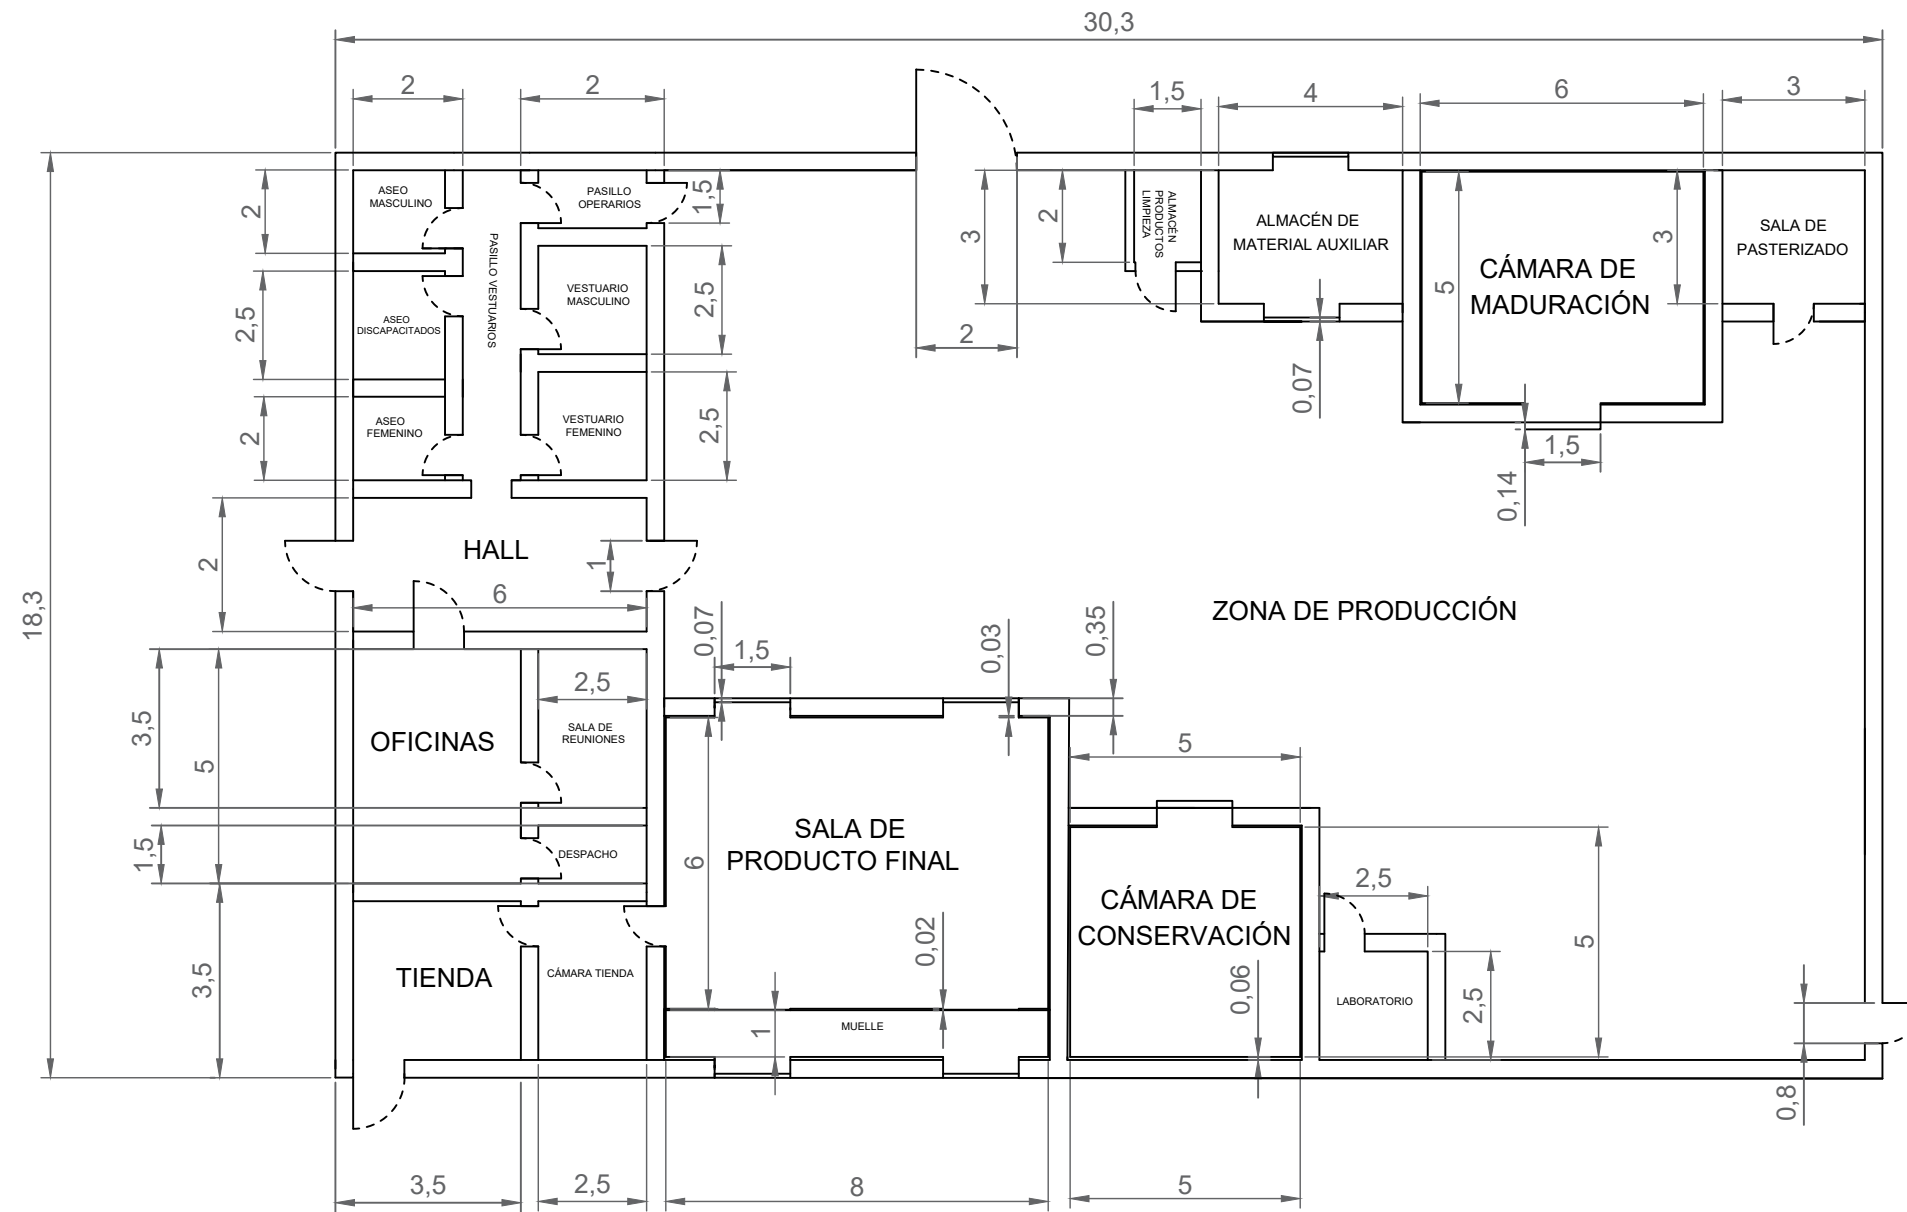 30,3
2
2
1,5
4
6
3
ASEO
MASCULINO
PASILLO
OPERARIOS
1,5
2
PASILLO VESTUARIOS
ALMACÉN
PRODUCTOS
LIMPIEZA
2
3
ALMACÉN DE
MATERIAL AUXILIAR
CÁMARA DE
MADURACIÓN
5
3
SALA DE
PASTERIZADO
VESTUARIO
MASCULINO
2,5
ASEO
DISCAPACITADOS
2,5
2
0,07
VESTUARIO
FEMENINO
2,5
ASEO
FEMENINO
2
1,5
0,14
HALL
2
1
6
18,3
ZONA DE PRODUCCIÓN
0,07
1,5
0,03
0,35
2,5
SALA DE
REUNIONES
OFICINAS
3,5
5
5
SALA DE
PRODUCTO FINAL
6
DESPACHO
1,5
CÁMARA DE
CONSERVACIÓN
2,5
5
0,02
TIENDA
CÁMARA TIENDA
3,5
0,06
LABORATORIO
2,5
MUELLE
1
0,8
3,5
2,5
8
5